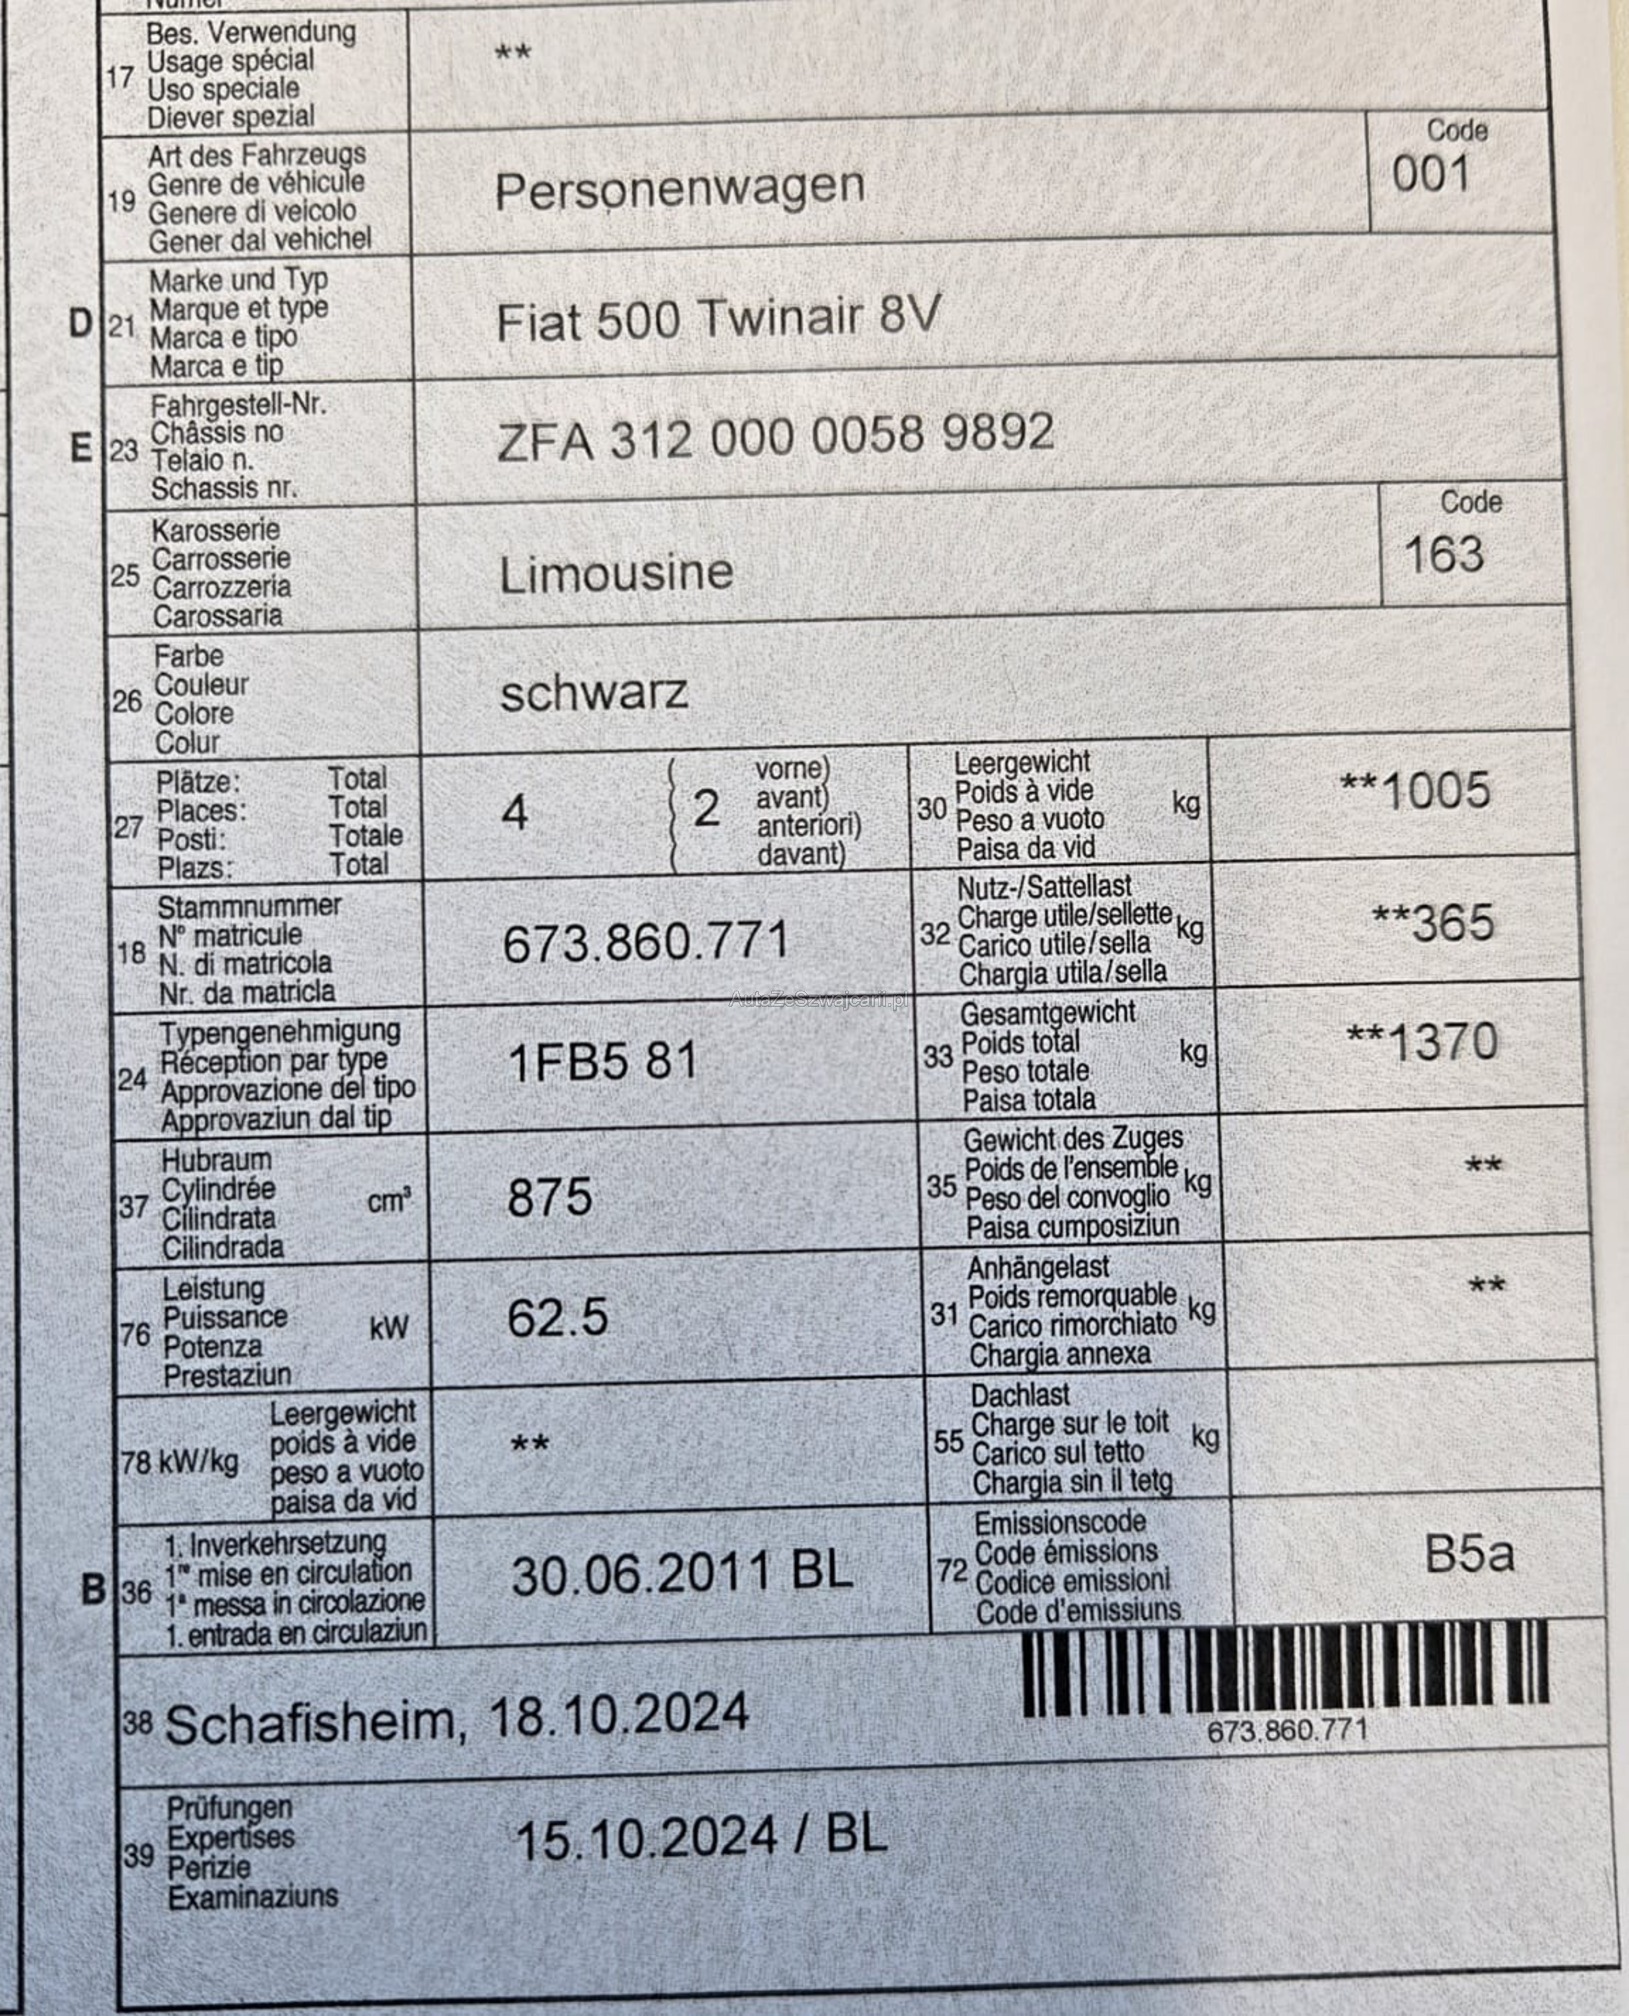 17 Bes. Verwendung
Usage spécial
Uso speciale
Diever spezial
**
19 Art des Fahrzeugs
Genre de véhicule
Genere di veicolo
Gener dal vehichel
Personenwagen
Code
001
D 21 Marke und Typ
Marque et type
Marca e tipo
Marca e tip
Fiat 500 Twinair 8V
E 23 Fahrgestell-Nr.
Châssis no
Telaio n.
Schassis nr.
ZFA 312 000 0058 9892
25 Karosserie
Carrosserie
Carrozzeria
Carossaria
Limousine
Code
163
26 Farbe
Couleur
Colore
Colur
schwarz
27 Plätze: Total
Places: Total
Posti: Totale
Plazs: Total
4
2
vorne)
avant)
anteriori)
davant)
30 Leergewicht
Poids à vide
Peso a vuoto
Paisa da vid
kg
**1005
18 Stammnummer
N° matricule
N. di matricola
Nr. da matricla
673.860.771
32 Nutz-/Sattellast
Charge utile/sellette
Carico utile/sella
Chargia utila/sella
kg
**365
AutaZeSzwajcarii.pl
24 Typengenehmigung
Réception par type
Approvazione del tipo
Approvaziun dal tip
1FB5 81
33 Gesamtgewicht
Poids total
Peso totale
Paisa totala
kg
**1370
37 Hubraum
Cylindrée
Cilindrata
Cilindrada
cm³
875
35 Gewicht des Zuges
Poids de l'ensemble
Peso del convoglio
Paisa cumposiziun
kg
**
76 Leistung
Puissance
Potenza
Prestaziun
kW
62.5
31 Anhängelast
Poids remorquable
Carico rimorchiato
Chargia annexa
kg
**
78 kW/kg
Leergewicht
poids à vide
peso a vuoto
paisa da vid
**
55 Dachlast
Charge sur le toit
Carico sul tetto
Chargia sin il tetg
kg
B 36 1. Inverkehrsetzung
1re mise en circulation
1a messa in circolazione
1. entrada en circulaziun
30.06.2011 BL
72 Emissionscode
Code émissions
Codice emissioni
Code d'emissiuns
B5a
38 Schafisheim, 18.10.2024
673.860.771
39 Prüfungen
Expertises
Perizie
Examinaziuns
15.10.2024 / BL